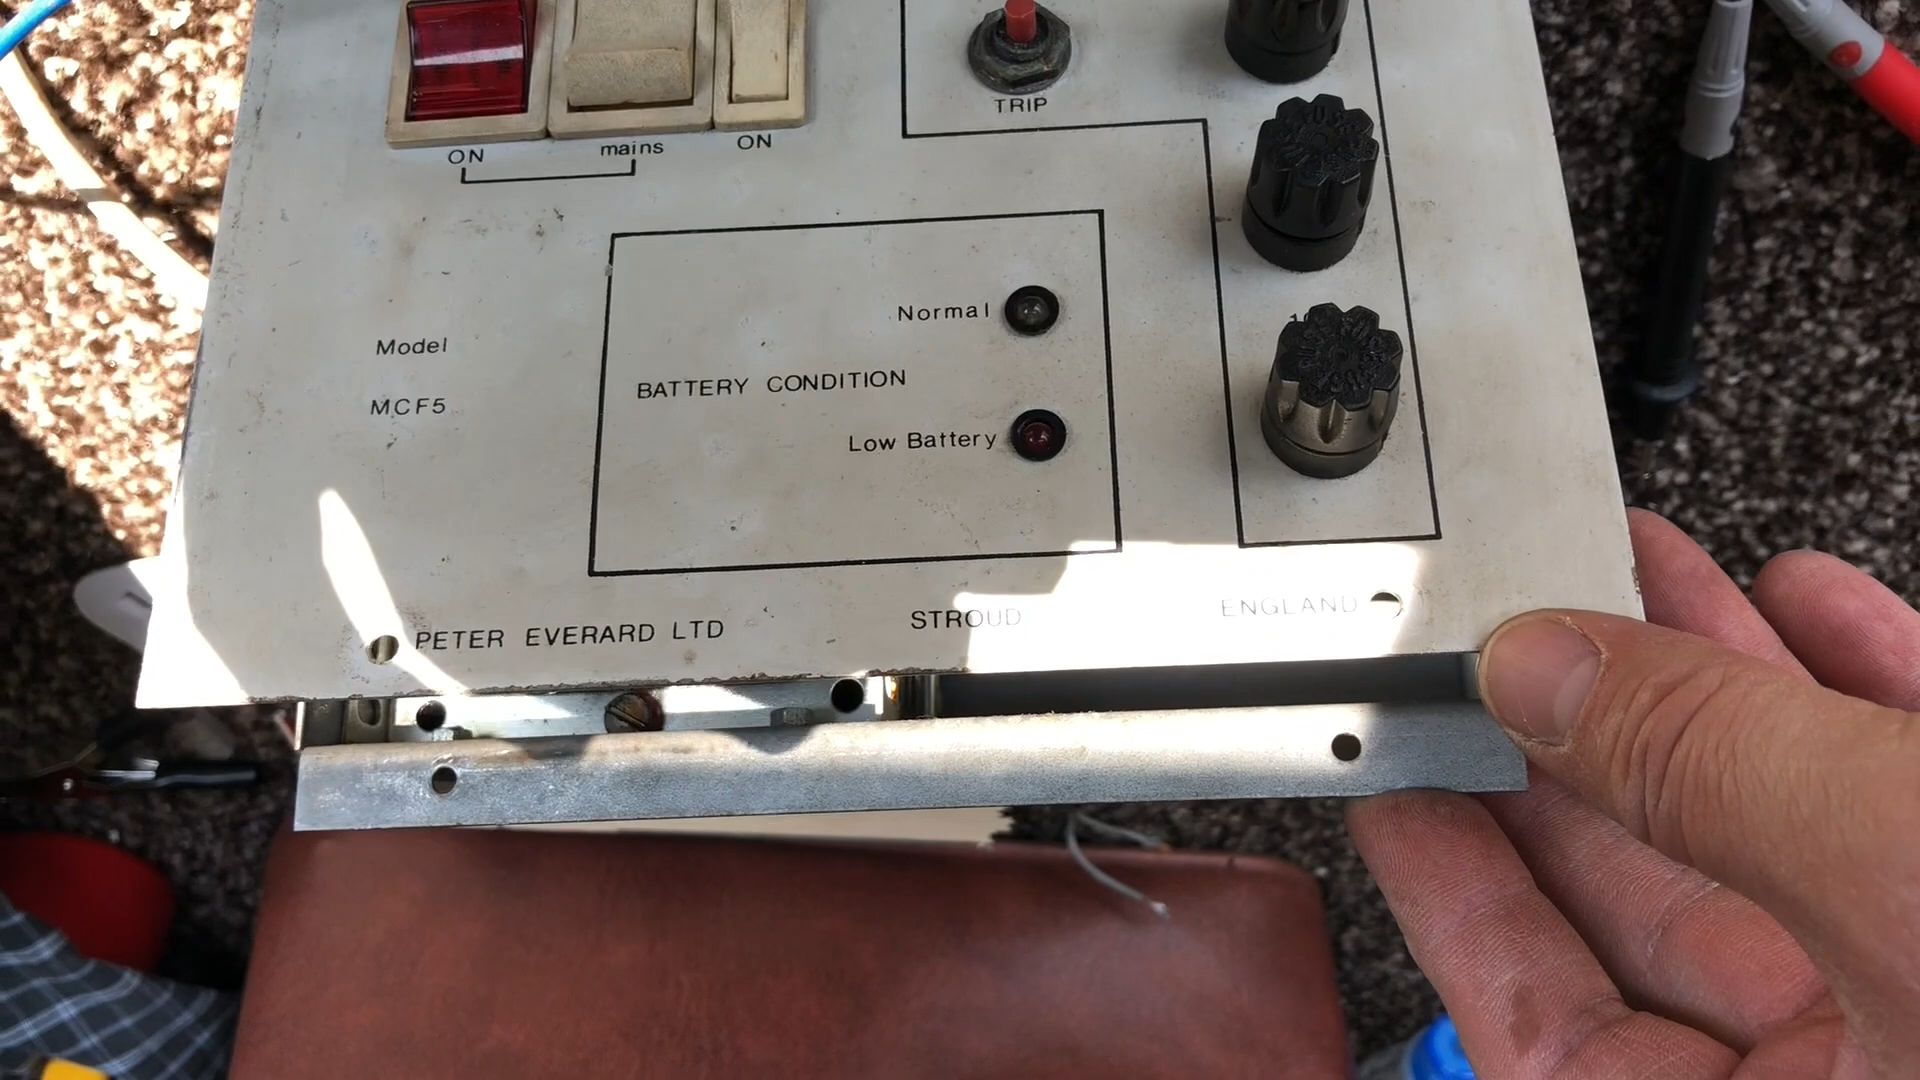 TRIP
ON mains ON
Normal
Model
BATTERY CONDITION
MCF5
Low Battery
PETER EVERARD LTD STROUD ENGLAND